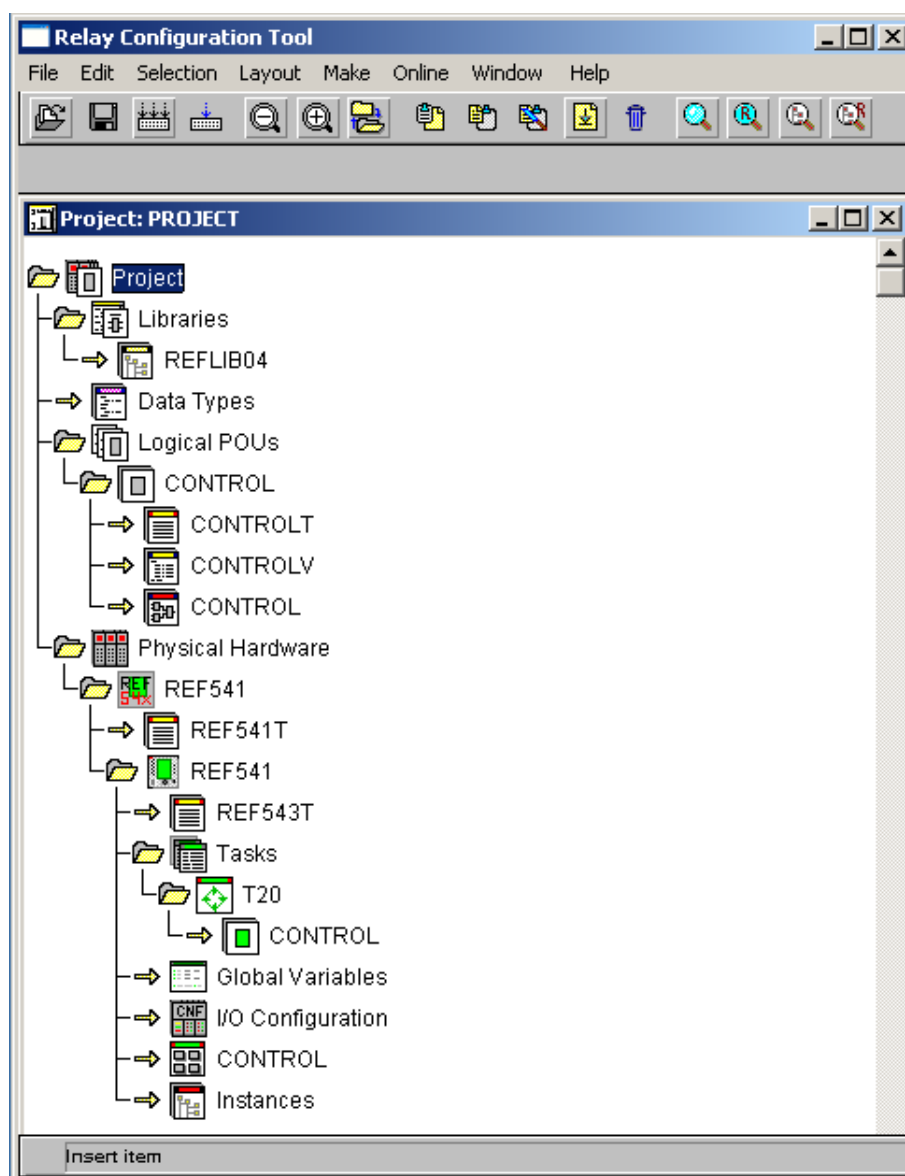 Relay Configuration Tool
File Edit Selection Layout Make Online Window Help
Project: PROJECT
Project
Libraries
REFLIB04
Data Types
Logical POUs
CONTROL
CONTROLT
CONTROLV
CONTROL
Physical Hardware
REF 54x REF541
REF541T
REF541
REF543T
Tasks
T20
CONTROL
Global Variables
CNF I/O Configuration
CONTROL
Instances
Insert item